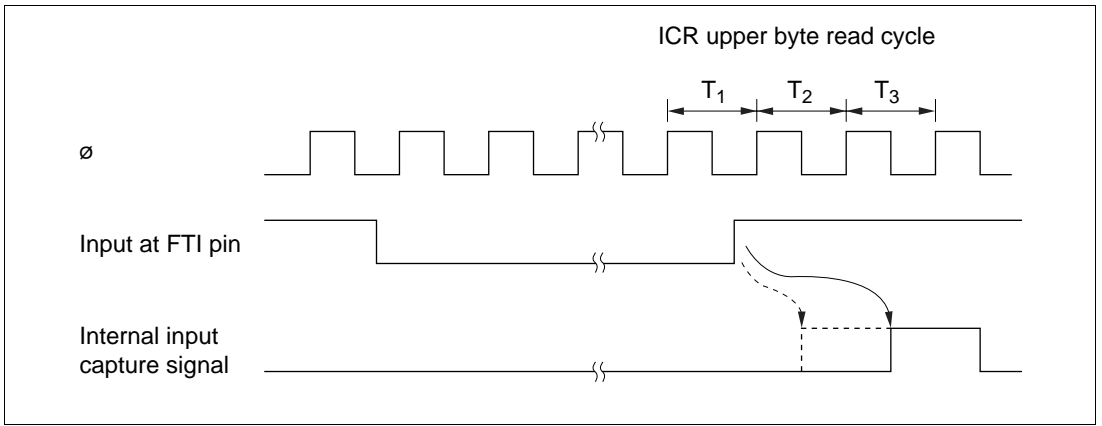 ICR upper byte read cycle
T1 T2 T3
ø
Input at FTI pin
Internal input
capture signal